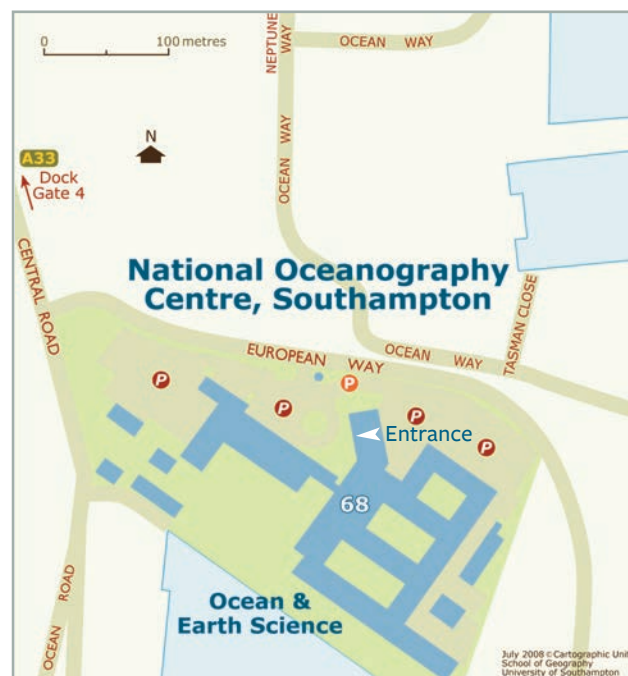 0 100 metres
NEPTUNE WAY
OCEAN WAY
N
A33
Dock
Gate 4
OCEAN WAY
CENTRAL ROAD
National Oceanography
Centre, Southampton
TASMAN CLOSE
EUROPEAN WAY
OCEAN WAY
P
P
P
P
P
Entrance
68
Ocean &
Earth Science
OCEAN ROAD
July 2008 © Cartographic Unit
School of Geography
University of Southampton